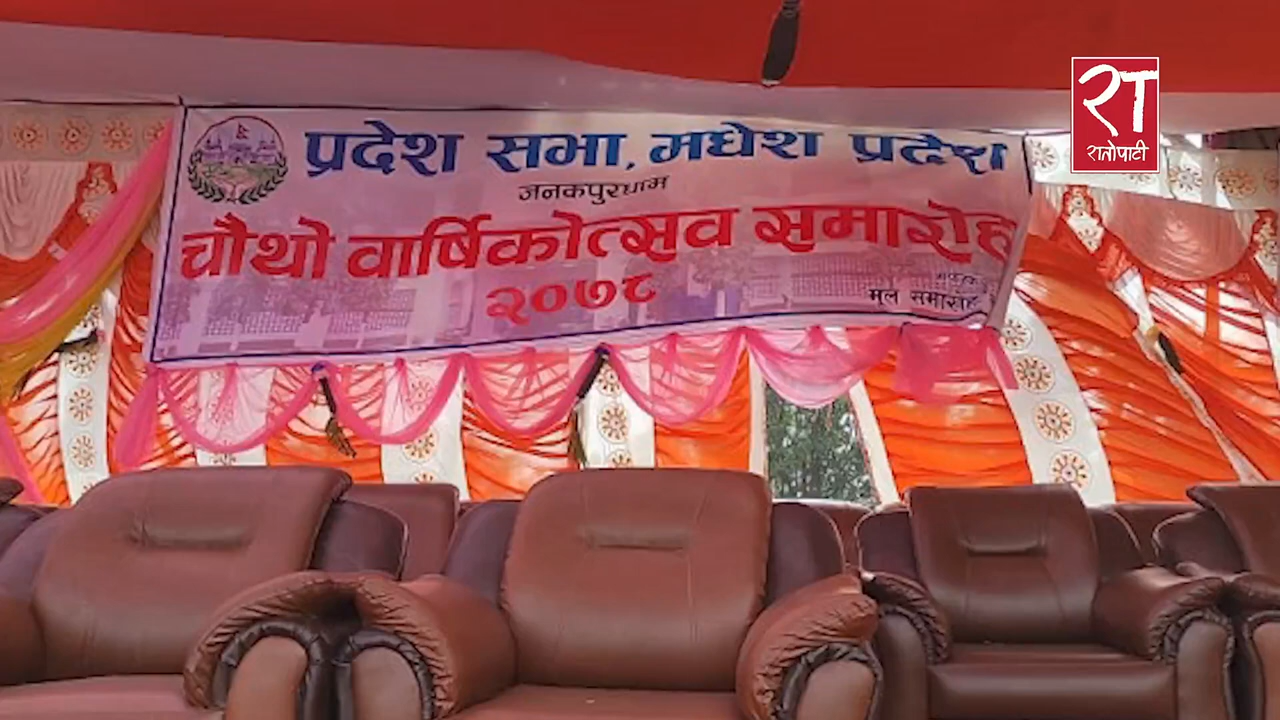 प्रदेश सभा, मधेश प्रदेश
जनकपुरधाम
चौथो वार्षिकोत्सव समारोह
२०७८
मूल समारोह
रा
रातोपाटी